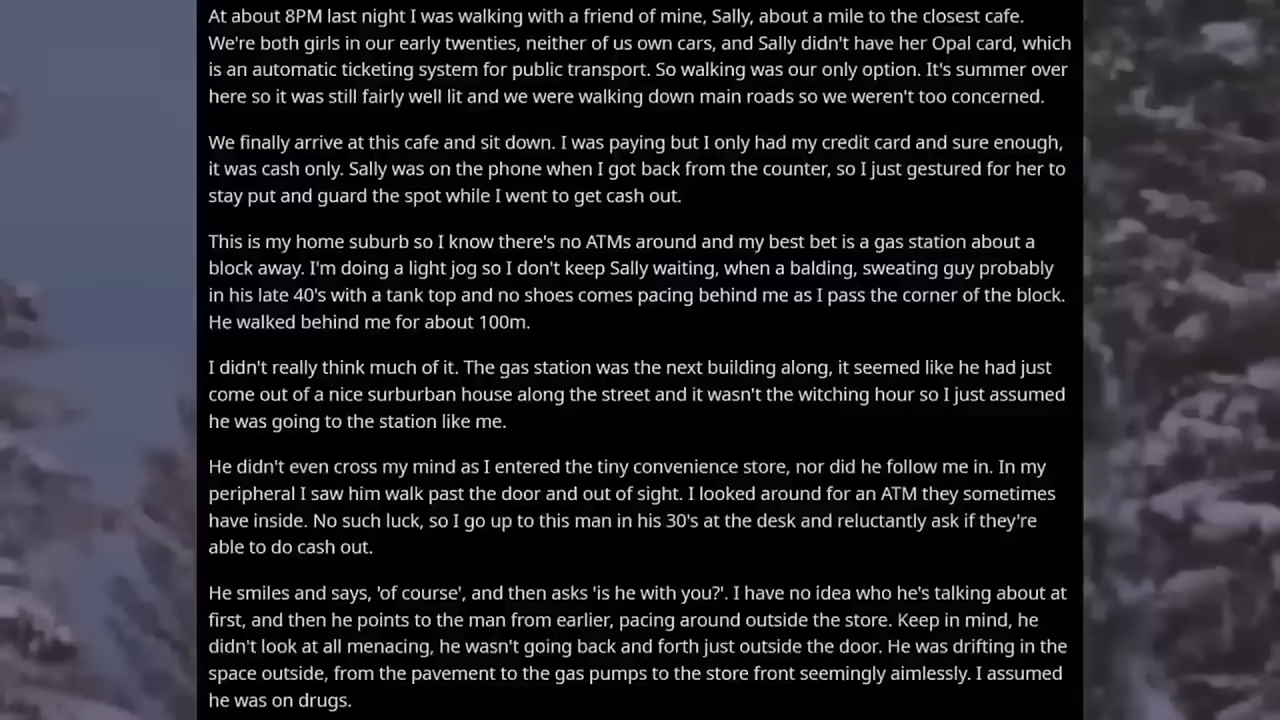 At about 8PM last night I was walking with a friend of mine, Sally, about a mile to the closest cafe.
We're both girls in our early twenties, neither of us own cars, and Sally didn't have her Opal card, which
is an automatic ticketing system for public transport. So walking was our only option. It's summer over
here so it was still fairly well lit and we were walking down main roads so we weren't too concerned.
We finally arrive at this cafe and sit down. I was paying but I only had my credit card and sure enough,
it was cash only. Sally was on the phone when I got back from the counter, so I just gestured for her to
stay put and guard the spot while I went to get cash out.
This is my home suburb so I know there's no ATMs around and my best bet is a gas station about a
block away. I'm doing a light jog so I don't keep Sally waiting, when a balding, sweating guy probably
in his late 40's with a tank top and no shoes comes pacing behind me as I pass the corner of the block.
He walked behind me for about 100m.
I didn't really think much of it. The gas station was the next building along, it seemed like he had just
come out of a nice surburban house along the street and it wasn't the witching hour so I just assumed
he was going to the station like me.
He didn't even cross my mind as I entered the tiny convenience store, nor did he follow me in. In my
peripheral I saw him walk past the door and out of sight. I looked around for an ATM they sometimes
have inside. No such luck, so I go up to this man in his 30's at the desk and reluctantly ask if they're
able to do cash out.
He smiles and says, 'of course', and then asks 'is he with you?'. I have no idea who he's talking about at
first, and then he points to the man from earlier, pacing around outside the store. Keep in mind, he
didn't look at all menacing, he wasn't going back and forth just outside the door. He was drifting in the
space outside, from the pavement to the gas pumps to the store front seemingly aimlessly. I assumed
he was on drugs.